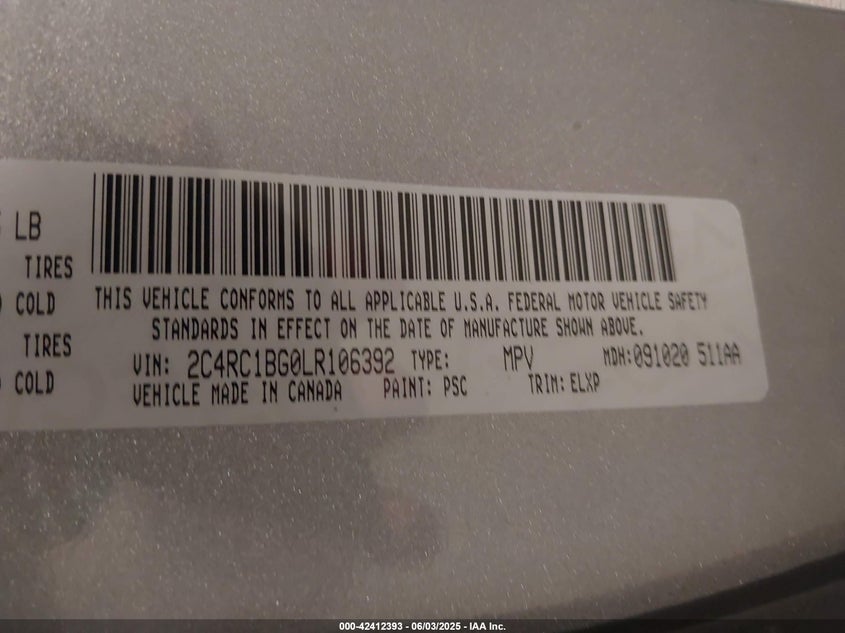 LB
TIRES
COLD
TIRES
COLD
THIS VEHICLE CONFORMS TO ALL APPLICABLE U.S.A. FEDERAL MOTOR VEHICLE SAFETY
STANDARDS IN EFFECT ON THE DATE OF MANUFACTURE SHOWN ABOVE.
VIN: 2C4RC1BG0LR106392 TYPE: MPV MDH:091020 511AA
VEHICLE MADE IN CANADA PAINT: PSC TRIM: ELXP
000-42412393 - 06/03/2025 - IAA Inc.